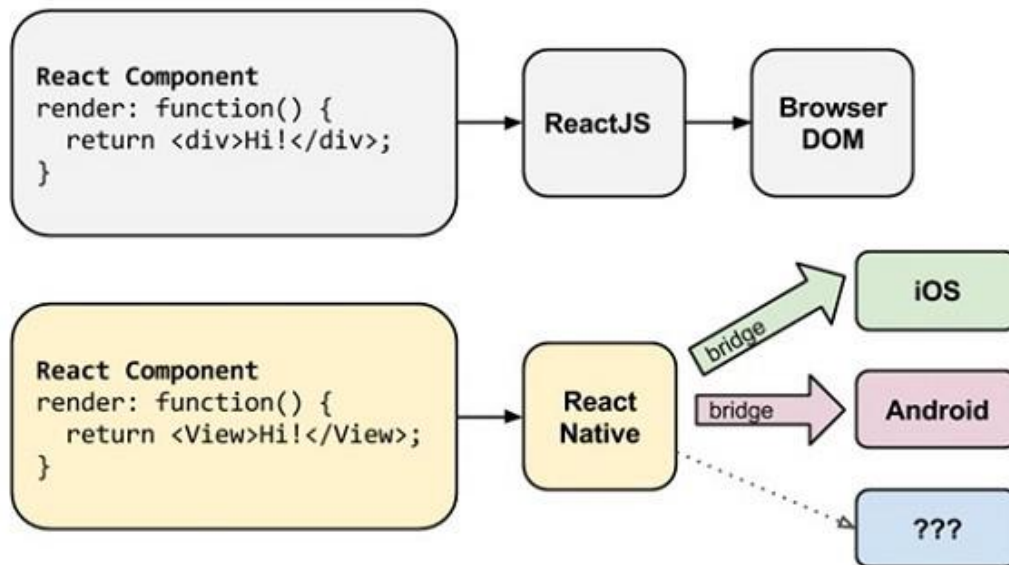 React Component
render: function() {
return <div>Hi!</div>;
}
ReactJS
Browser
DOM
React Component
render: function() {
return <View>Hi!</View>;
}
React
Native
bridge
iOS
bridge
Android
???